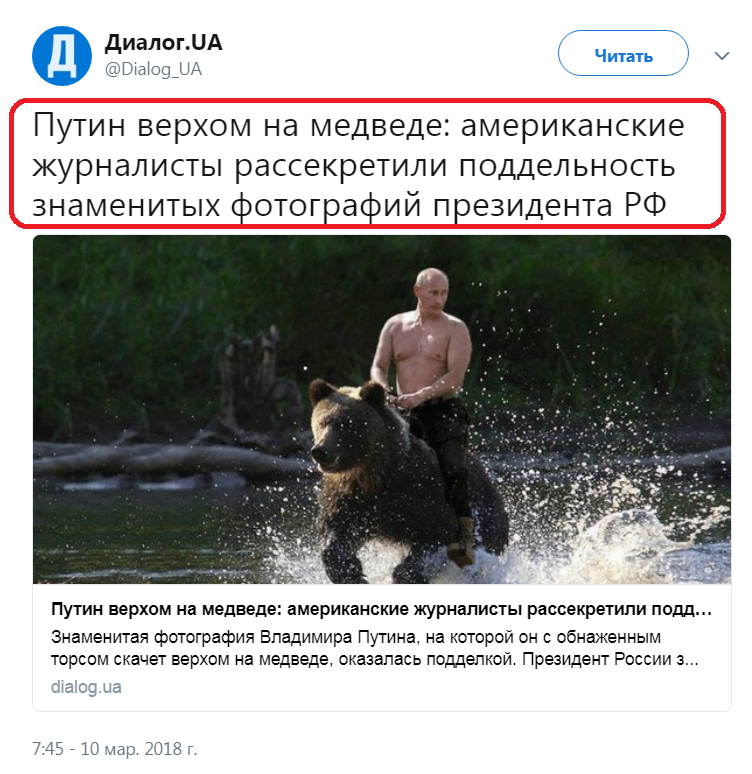 Диалог.UA
@Dialog_UA
Читать
Путин верхом на медведе: американские
журналисты рассекретили поддельность
знаменитых фотографий президента РФ
Путин верхом на медведе: американские журналисты рассекретили подд...
Знаменитая фотография Владимира Путина, на которой он с обнаженным
торсом скачет верхом на медведе, оказалась подделкой. Президент России з...
dialog.ua
7:45 - 10 мар. 2018 г.